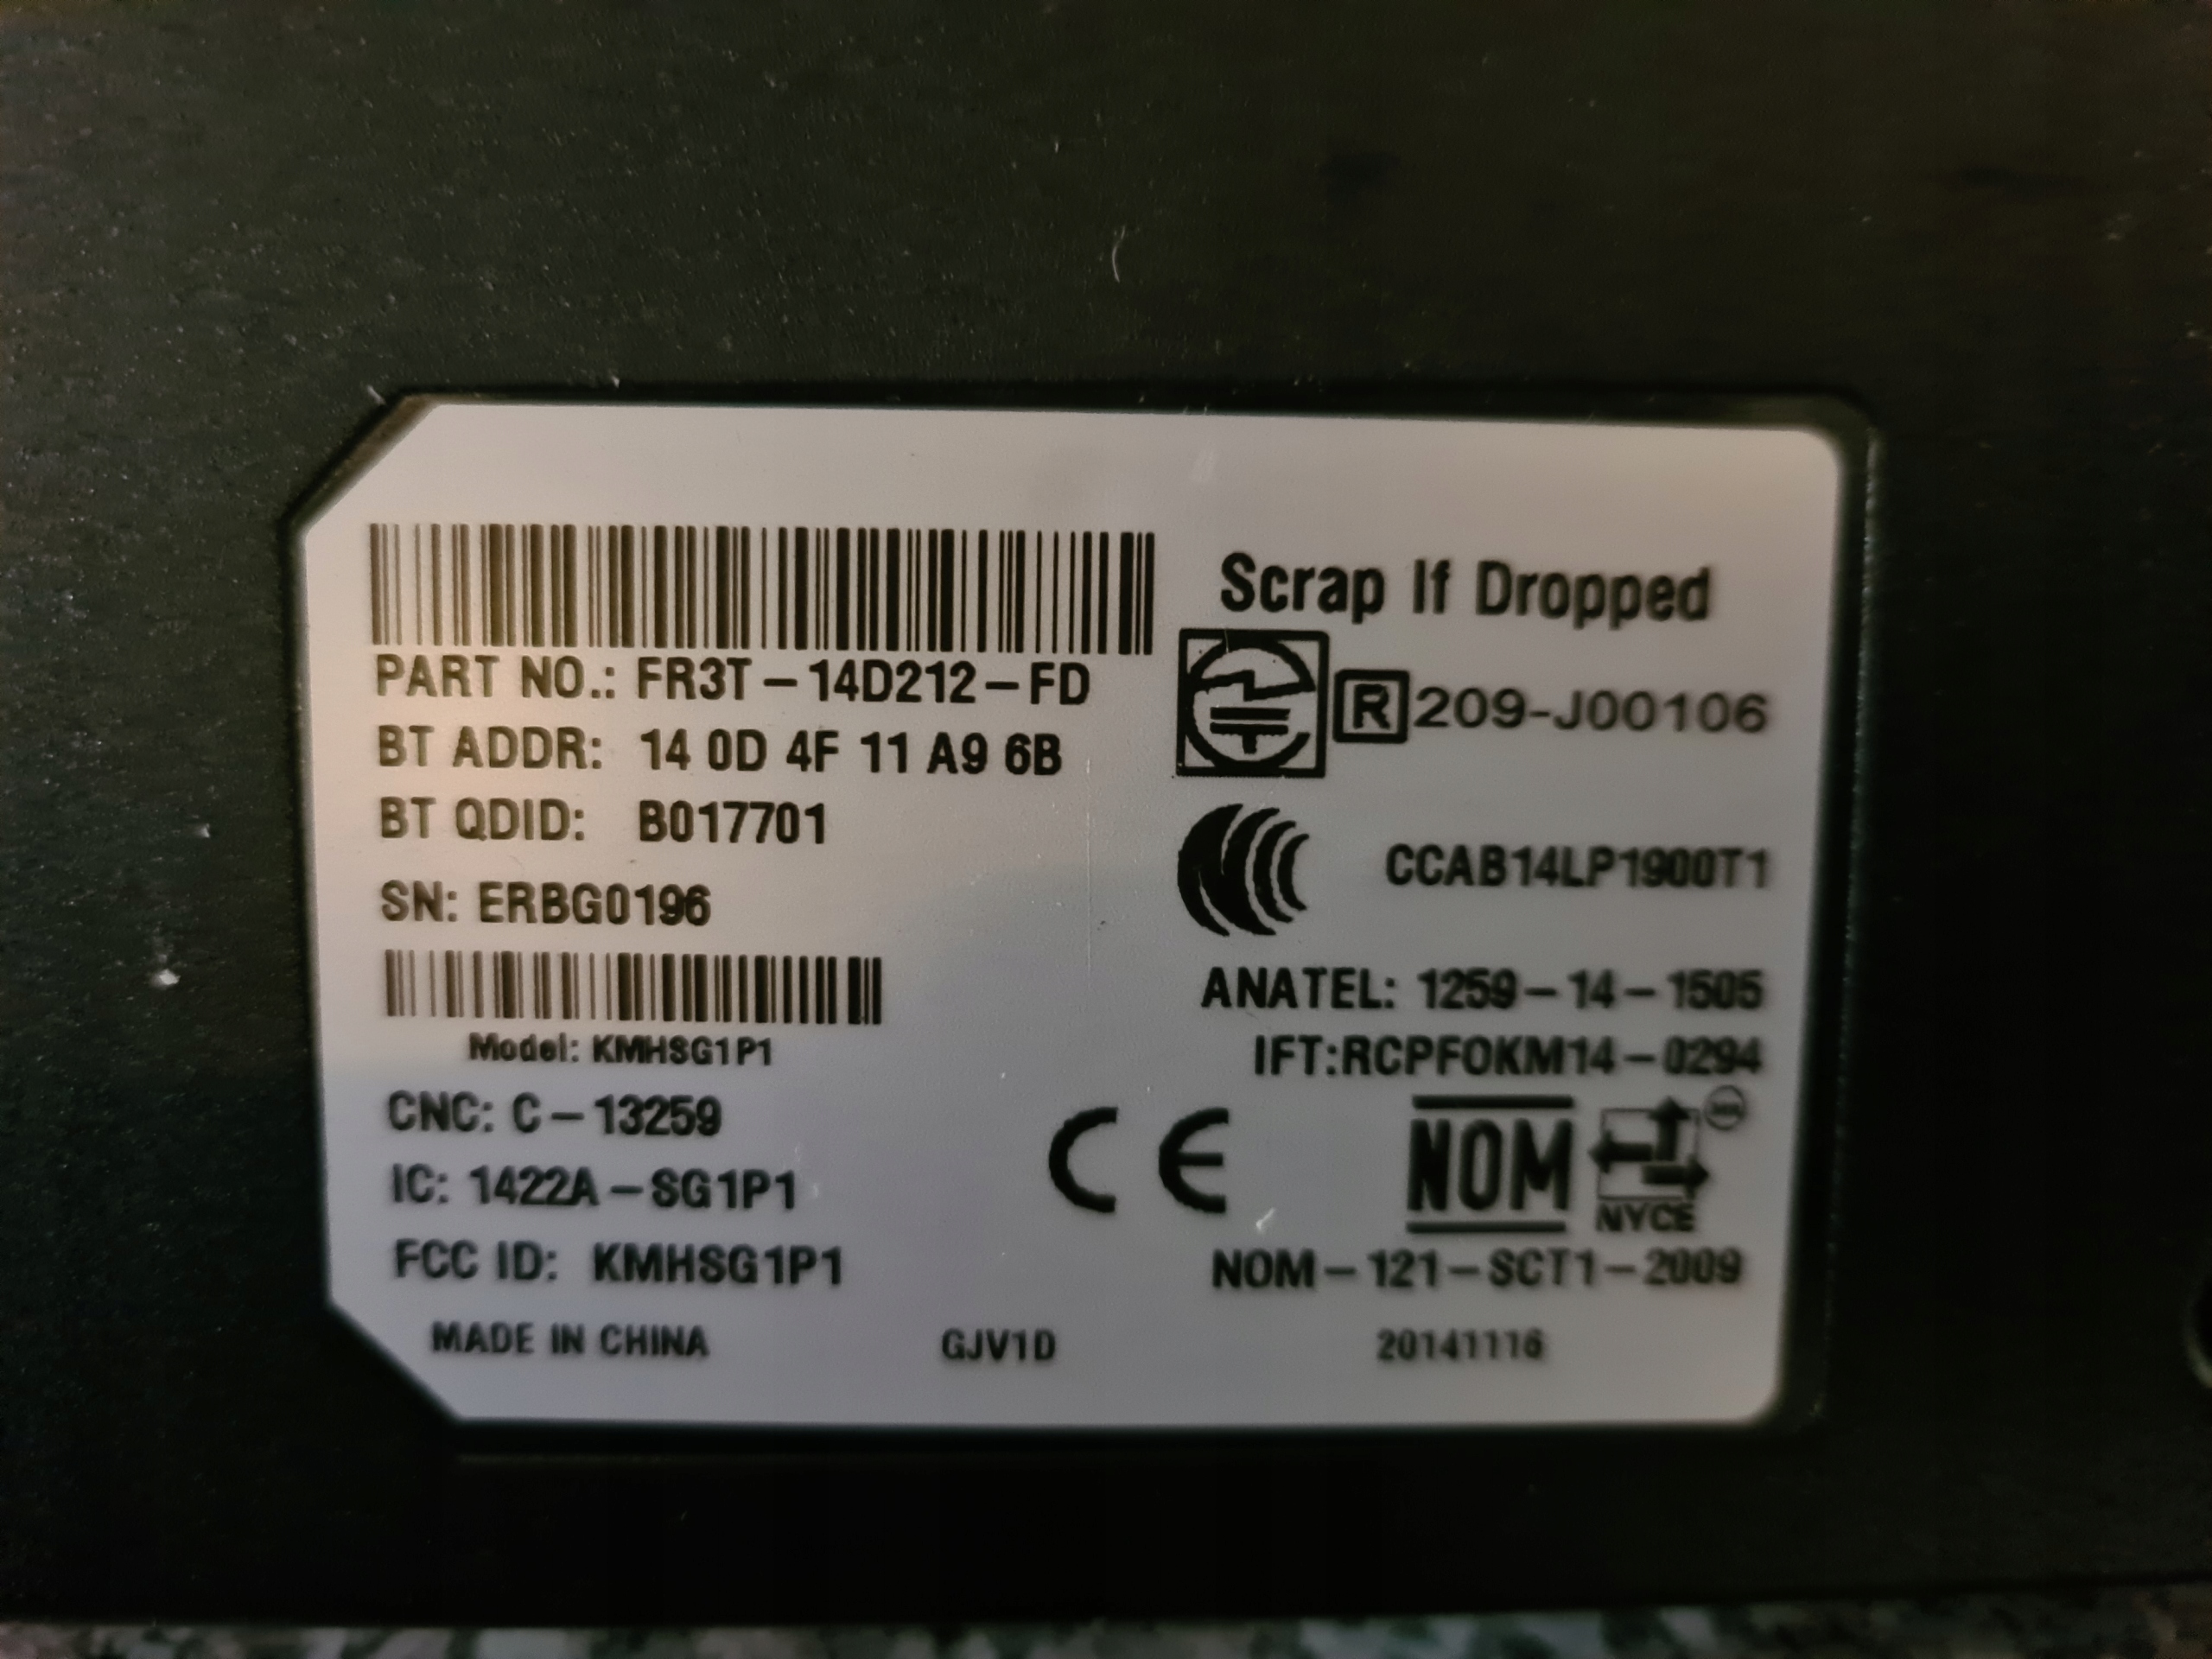 Scrap If Dropped
PART NO.: FR3T-14D212-FD
R 209-J00106
BT ADDR: 14 0D 4F 11 A9 6B
BT QDID: B017701
CCAB14LP1900T1
SN: ERBG0196
ANATEL: 1259-14-1505
Model: KMHSG1P1
IFT:RCPFOKM14-0294
CNC: C-13259
CE
NOM
NYCE
IC: 1422A-SG1P1
FCC ID: KMHSG1P1
NOM-121-SCT1-2009
MADE IN CHINA
GJV1D
20141116